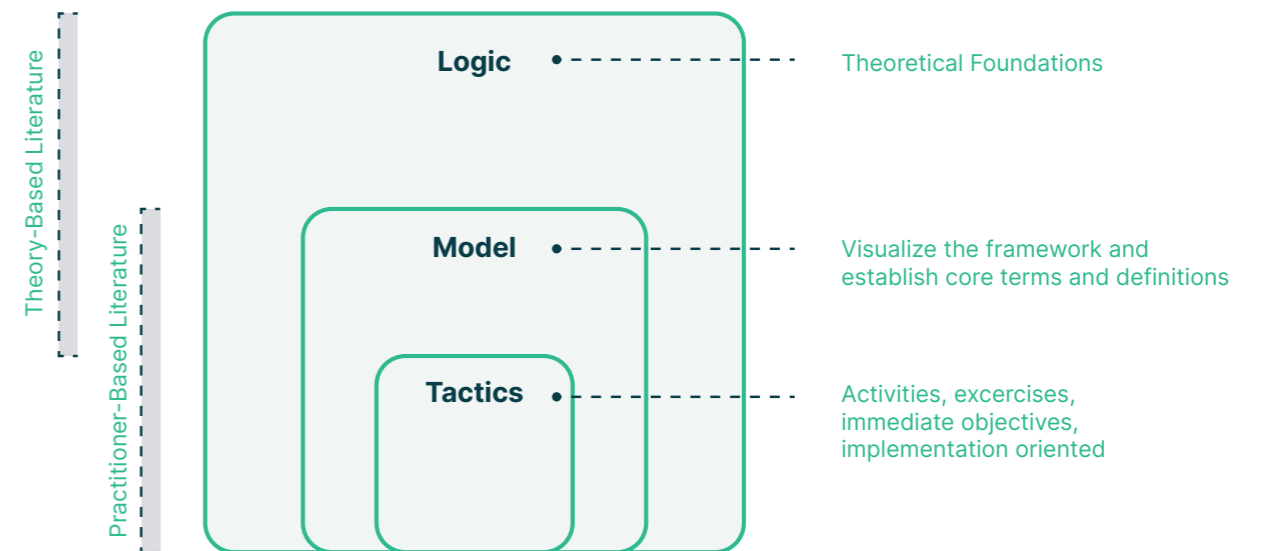 Theory-Based Literature
Practitioner-Based Literature
Logic
Theoretical Foundations
Model
Visualize the framework and
establish core terms and definitions
Tactics
Activities, excercises,
immediate objectives,
implementation oriented